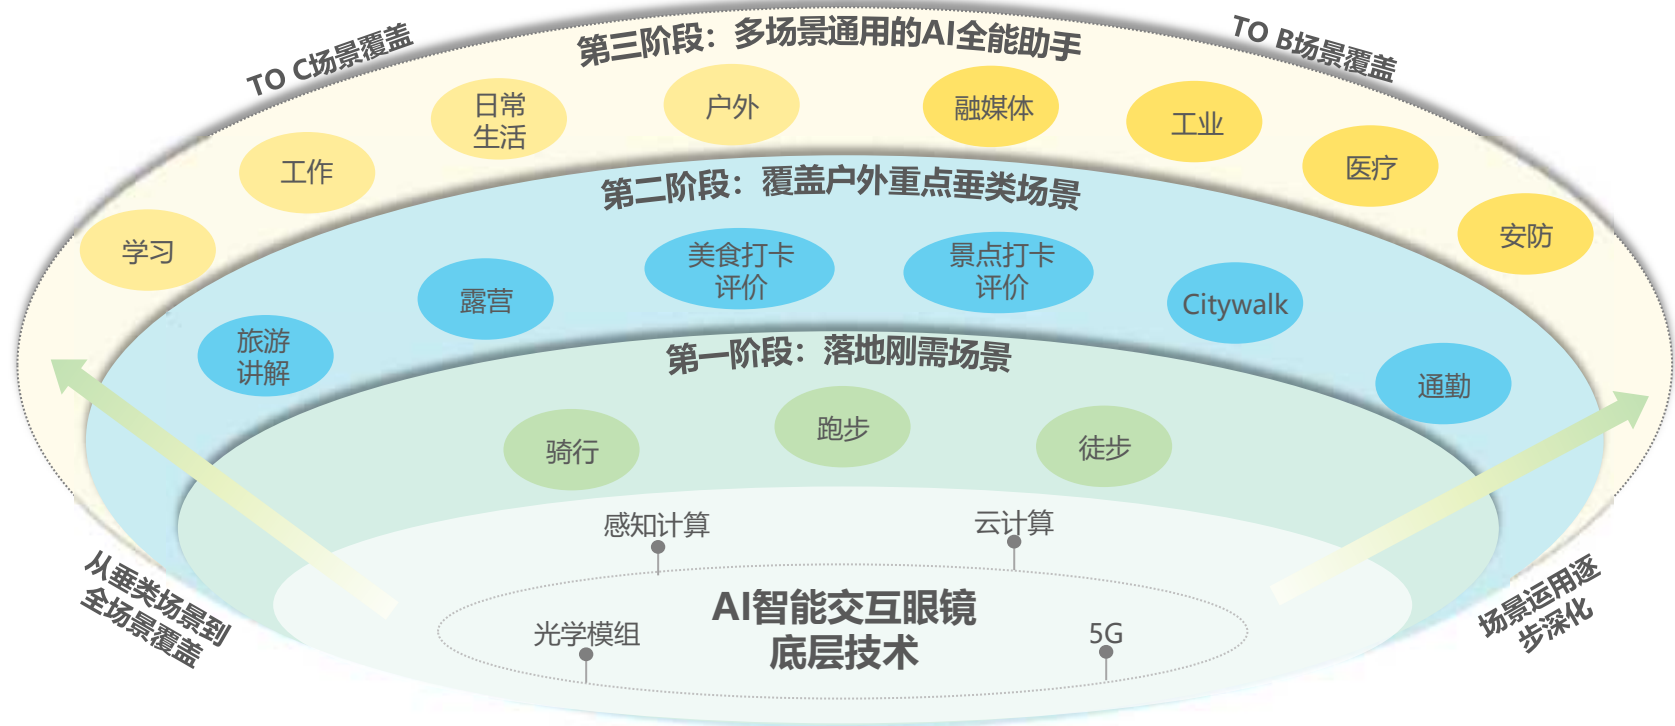 TO C场景覆盖
第三阶段：多场景通用的AI全能助手
TO B场景覆盖
学习
工作
日常
生活
户外
融媒体
工业
医疗
安防
第二阶段：覆盖户外重点垂类场景
旅游
讲解
露营
美食打卡
评价
景点打卡
评价
Citywalk
通勤
第一阶段：落地刚需场景
骑行
跑步
徒步
感知计算
云计算
AI智能交互眼镜
底层技术
光学模组
5G
从垂类场景到
全场景覆盖
场景运用逐
步深化